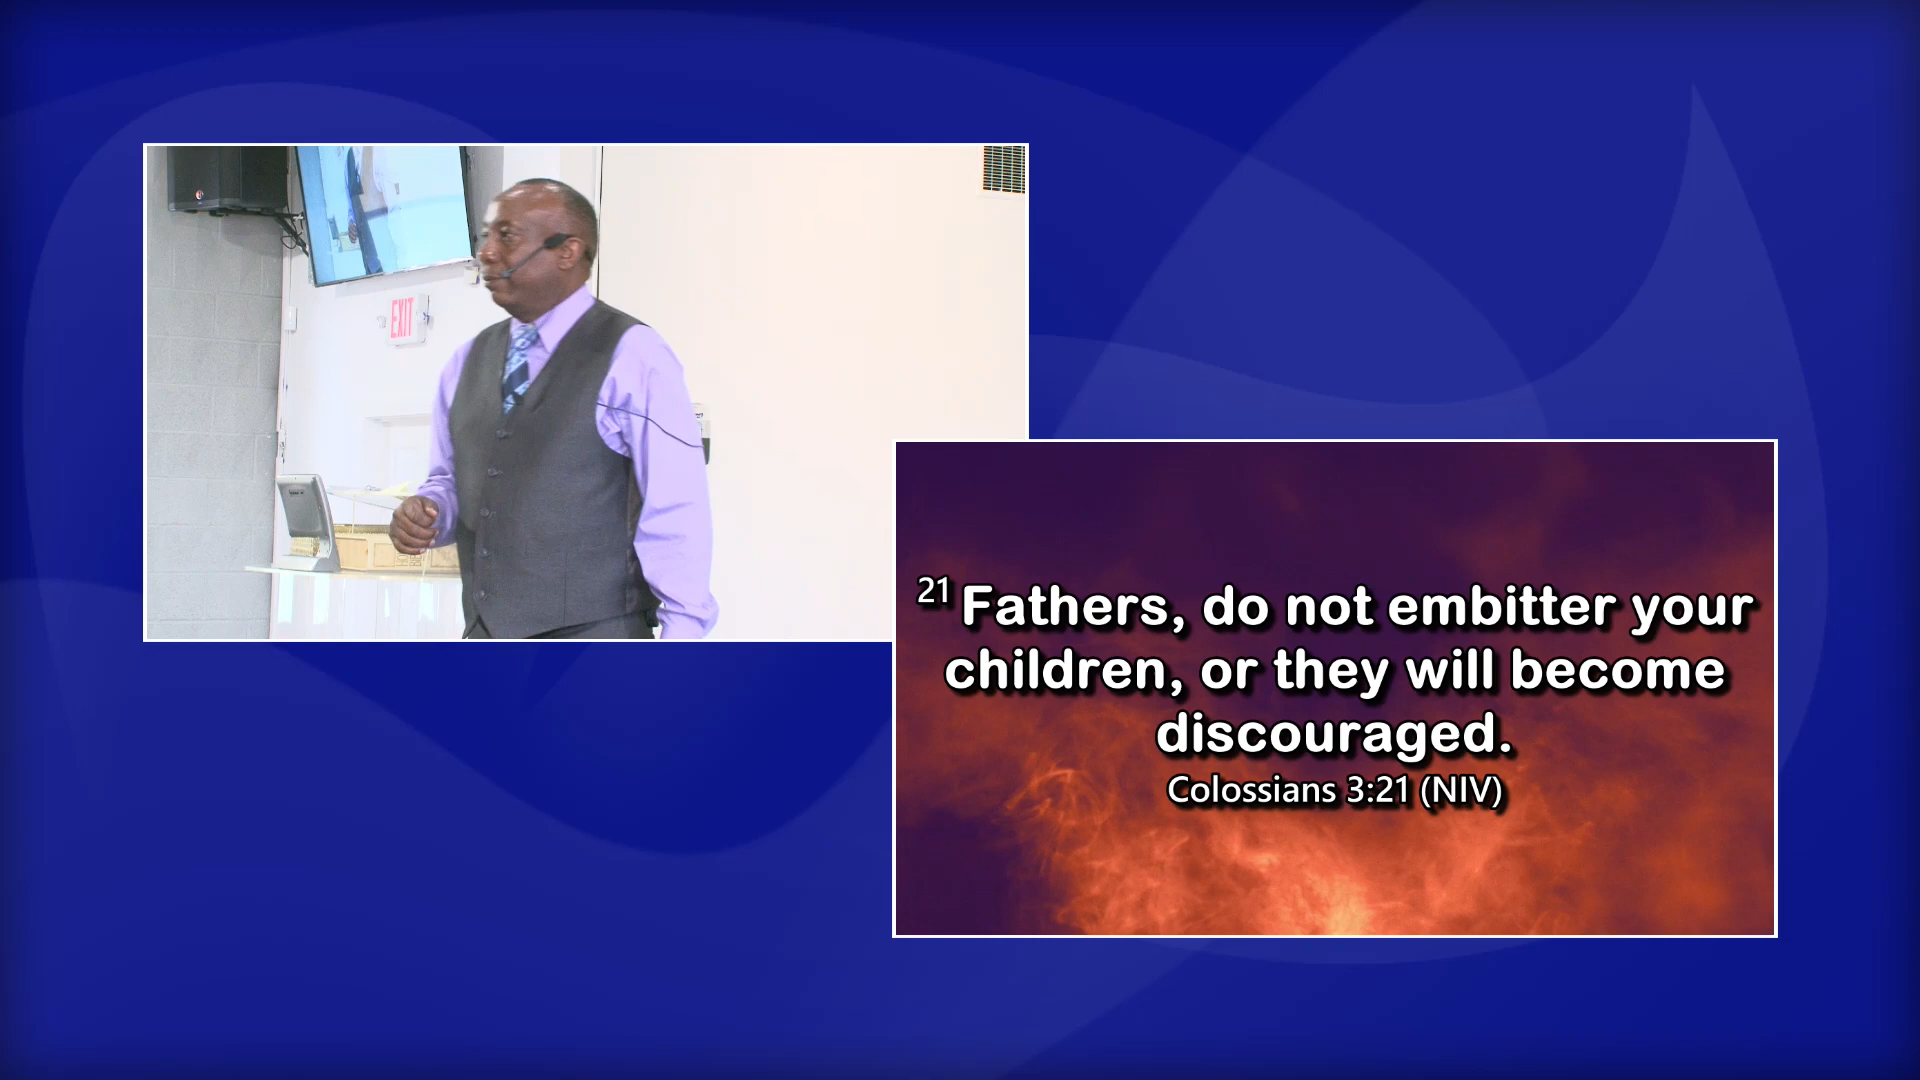 EXIT
21 Fathers, do not embitter your
children, or they will become
discouraged.
Colossians 3:21 (NIV)